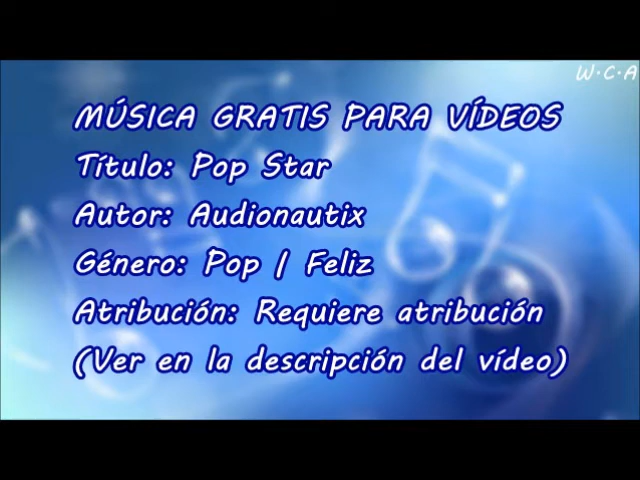 W·C·A
MÚSICA GRATIS PARA VÍDEOS
Título: Pop Star
Autor: Audionautix
Género: Pop / Feliz
Atribución: Requiere atribución
(Ver en la descripción del vídeo)